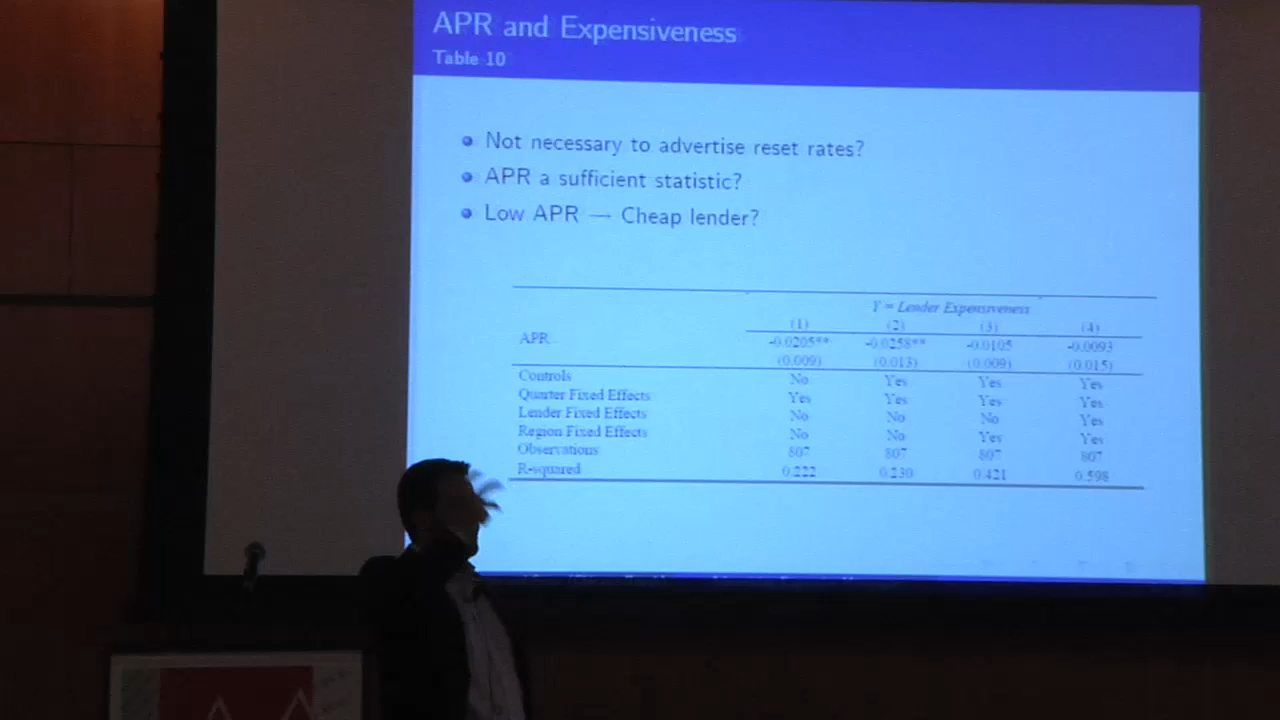 APR and Expensiveness
Table 10
Not necessary to advertise reset rates?
APR a sufficient statistic?
Low APR — Cheap lender?
Y = Lender Expensiveness
(1) (2) (3) (4)
APR -0.0205** -0.0258** -0.0105 -0.0093
(0.009) (0.013) (0.009) (0.015)
Controls No Yes Yes Yes
Quarter Fixed Effects Yes Yes Yes Yes
Lender Fixed Effects No No No Yes
Region Fixed Effects No No Yes Yes
Observations 807 807 807 807
R-squared 0.222 0.230 0.421 0.598